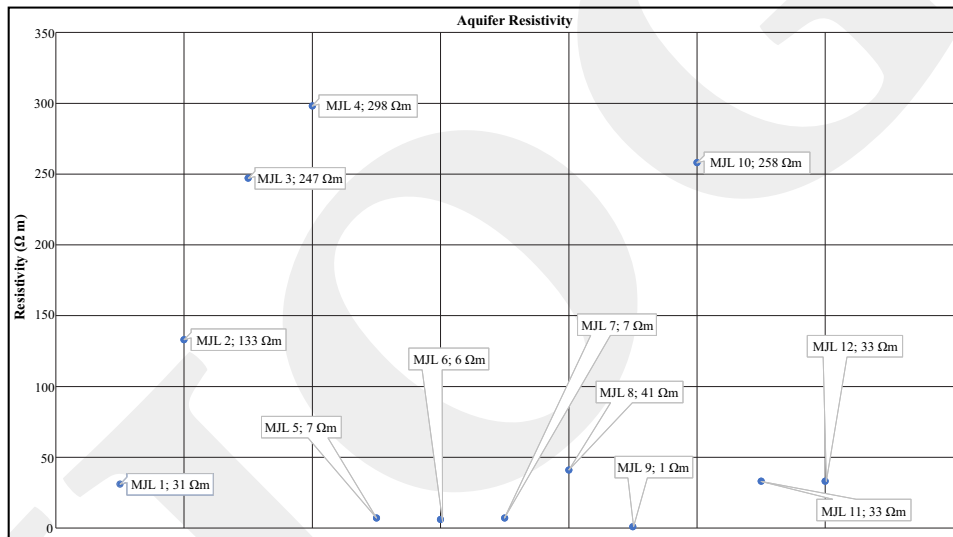 Aquifer Resistivity
350
300
250
200
150
100
50
0
Resistivity (Ω m)
MJL 4; 298 Ωm
MJL 10; 258 Ωm
MJL 3; 247 Ωm
MJL 7; 7 Ωm
MJL 2; 133 Ωm
MJL 6; 6 Ωm
MJL 12; 33 Ωm
MJL 8; 41 Ωm
MJL 5; 7 Ωm
MJL 9; 1 Ωm
MJL 1; 31 Ωm
MJL 11; 33 Ωm